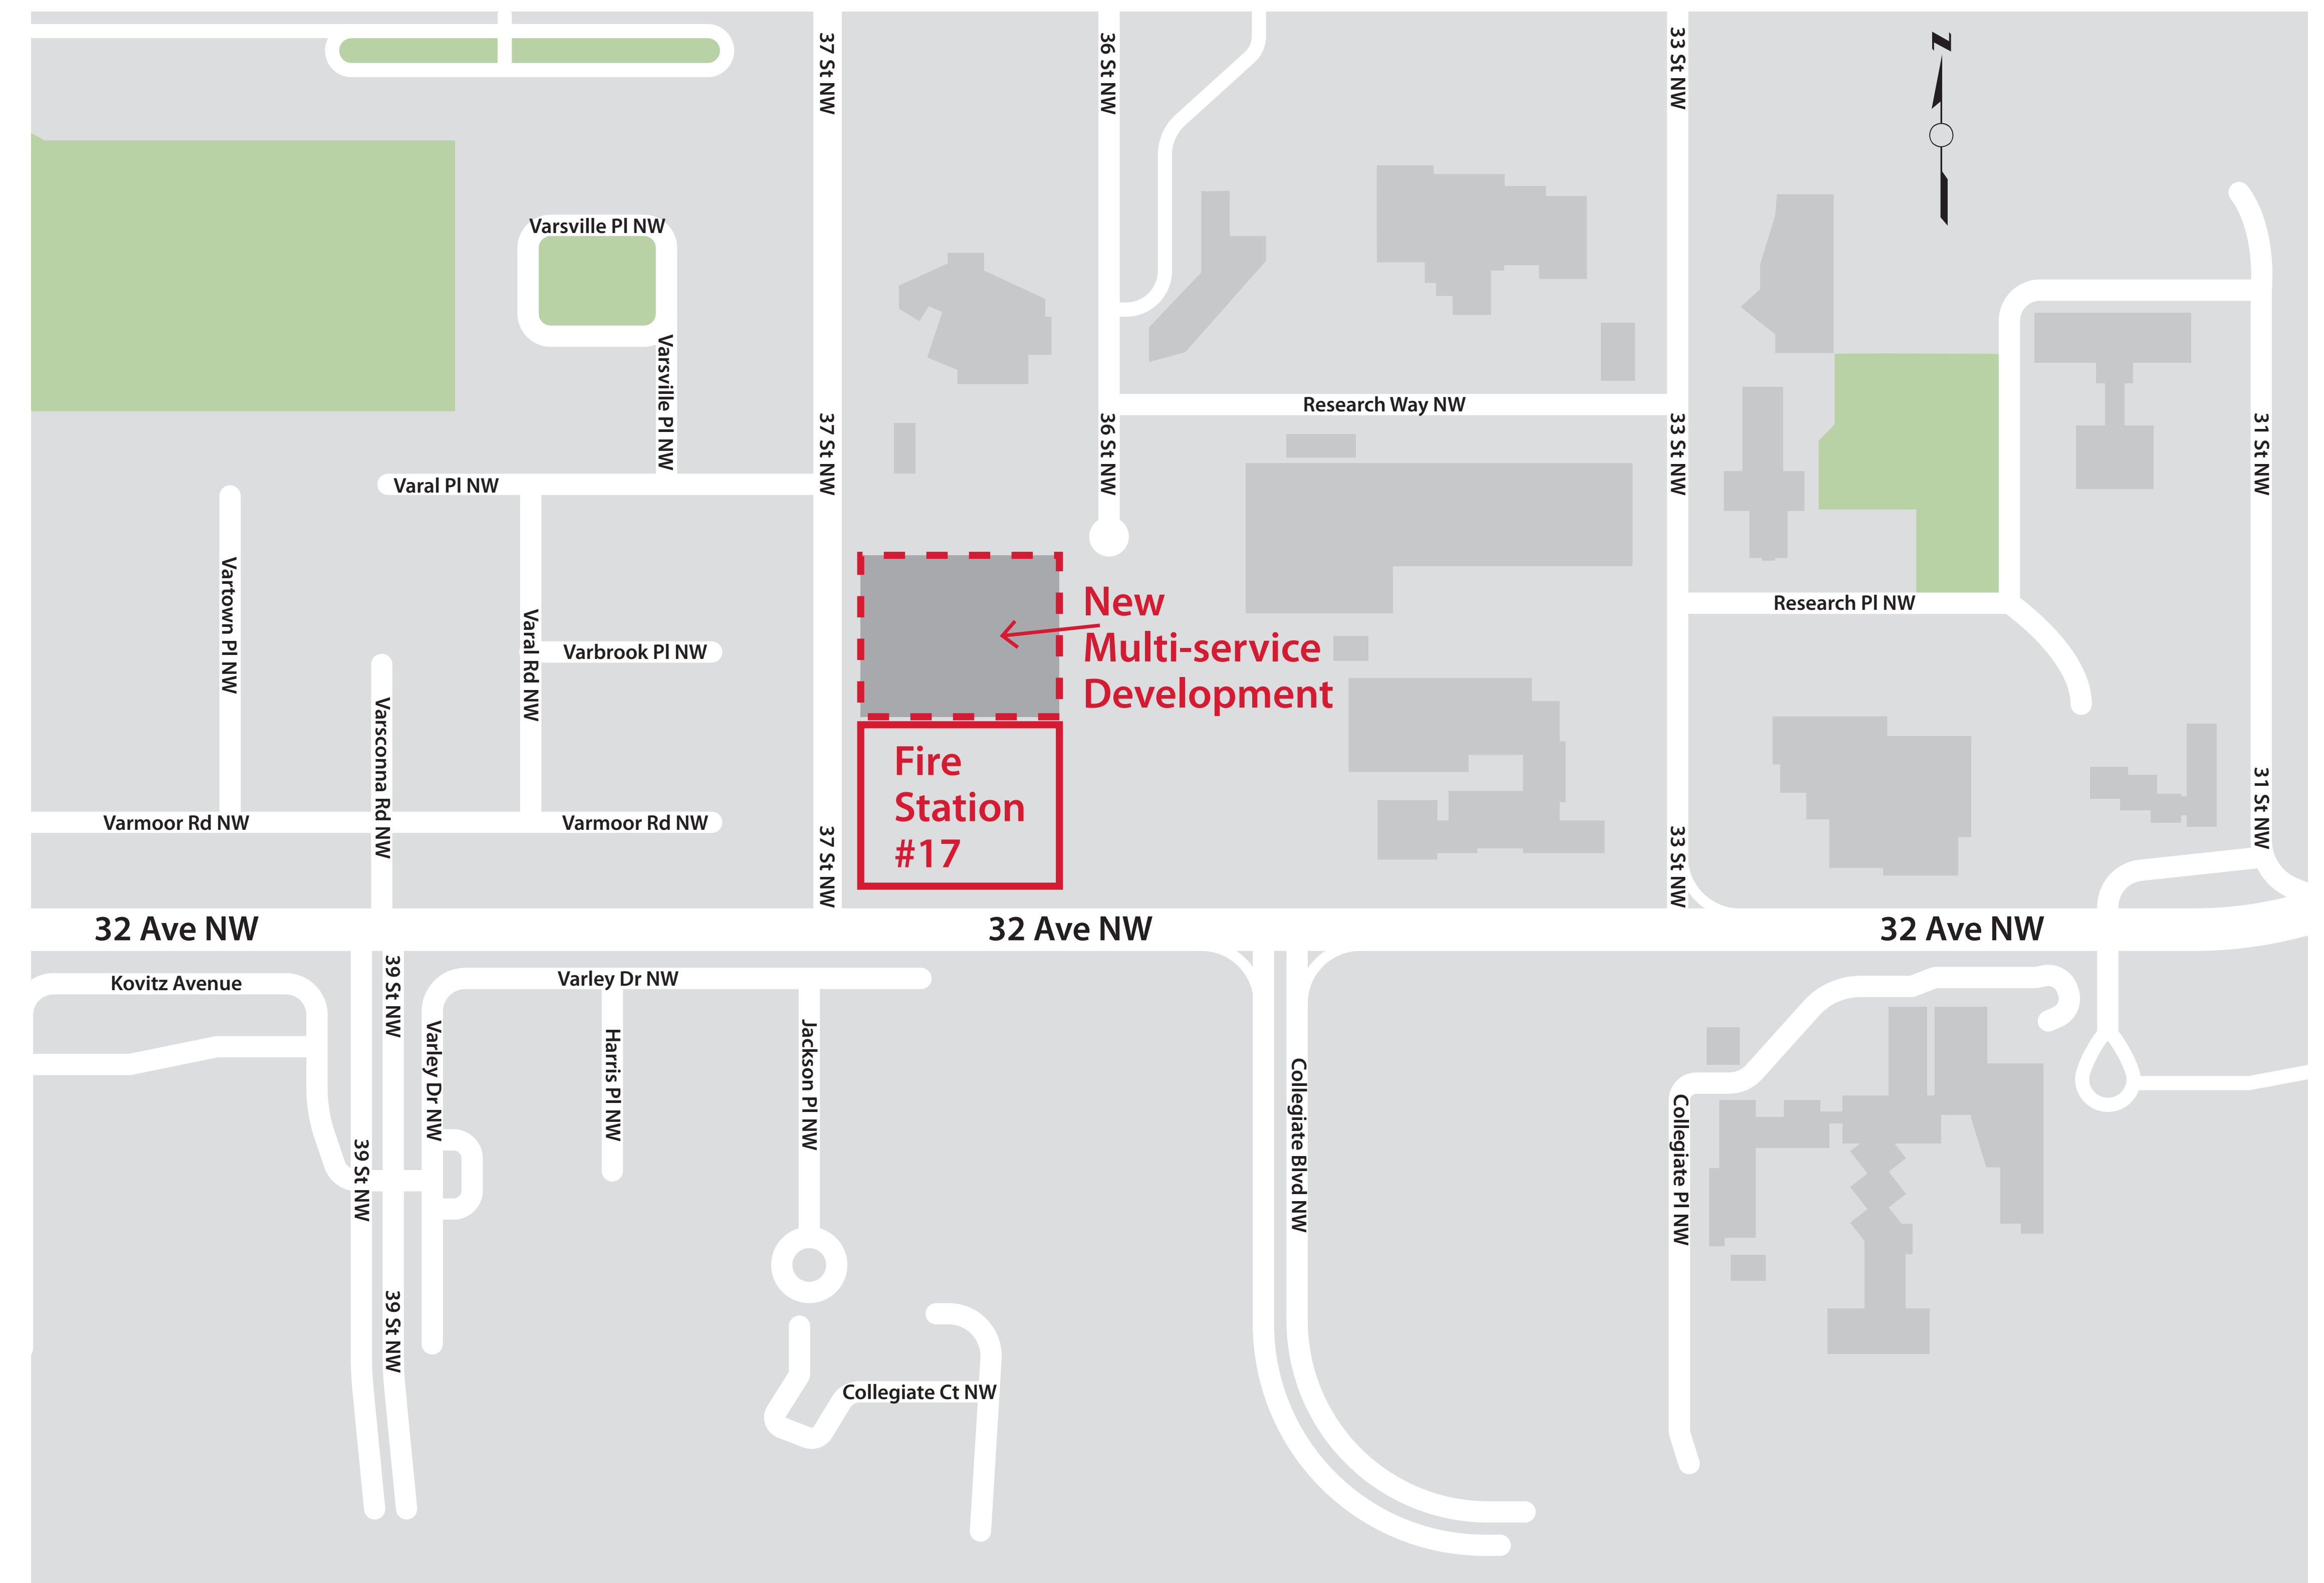 37 St NW
36 St NW
33 St NW
N
Varsville Pl NW
Varsville Pl NW
Research Way NW
37 St NW
36 St NW
33 St NW
31 St NW
Varal Pl NW
Vartown Pl NW
Varal Rd NW
Varbrook Pl NW
New
Multi-service
Development
Research Pl NW
Varsconna Rd NW
Fire
Station
#17
Varmoor Rd NW
Varmoor Rd NW
37 St NW
33 St NW
31 St NW
32 Ave NW
32 Ave NW
32 Ave NW
Kovitz Avenue
39 St NW
Varley Dr NW
Varley Dr NW
Harris Pl NW
Jackson Pl NW
Collegiate Blvd NW
Collegiate Pl NW
39 St NW
39 St NW
Collegiate Ct NW